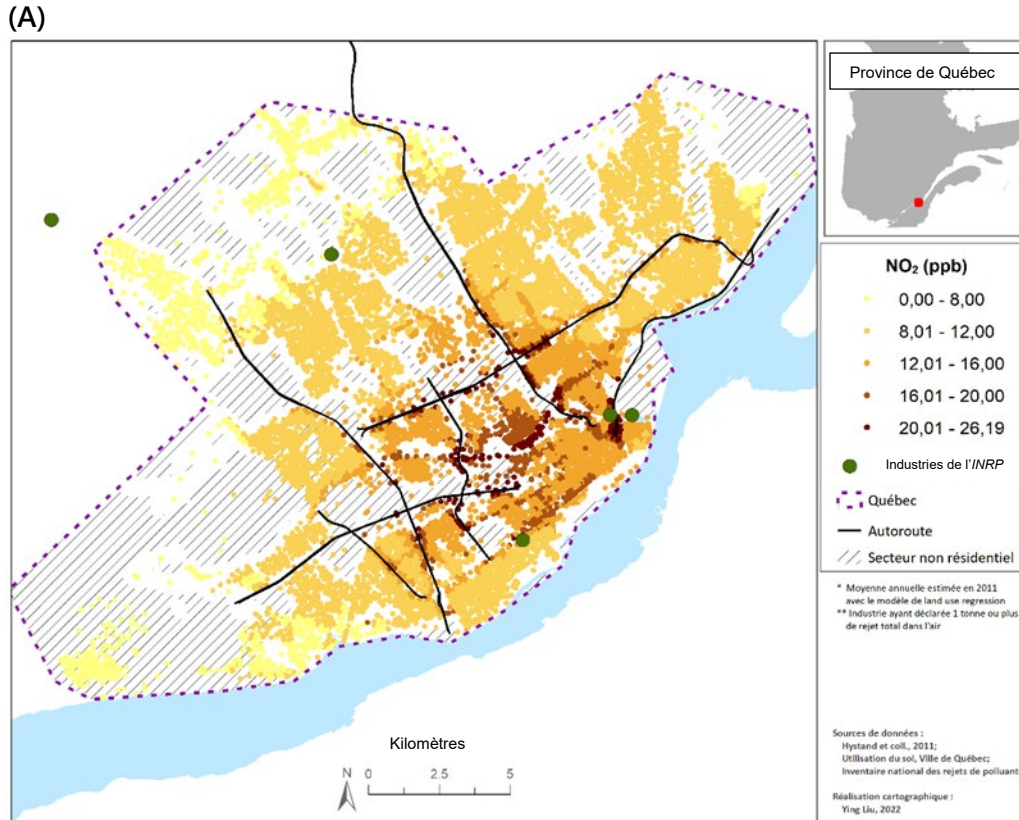 (A)
Province de Québec
NO₂ (ppb)
0,00 - 8,00
8,01 - 12,00
12,01 - 16,00
16,01 - 20,00
20,01 - 26,19
Industries de l'INRP
Québec
Autoroute
Secteur non résidentiel
* Moyenne annuelle estimée en 2011
avec le modèle de land use regression
** Industrie ayant déclarée 1 tonne ou plus
de rejet total dans l'air
Kilomètres
N 0 2.5 5
Sources de données :
Hystand et coll., 2011;
Utilisation du sol, Ville de Québec;
Inventaire national des rejets de polluant
Réalisation cartographique :
Ying Liu, 2022